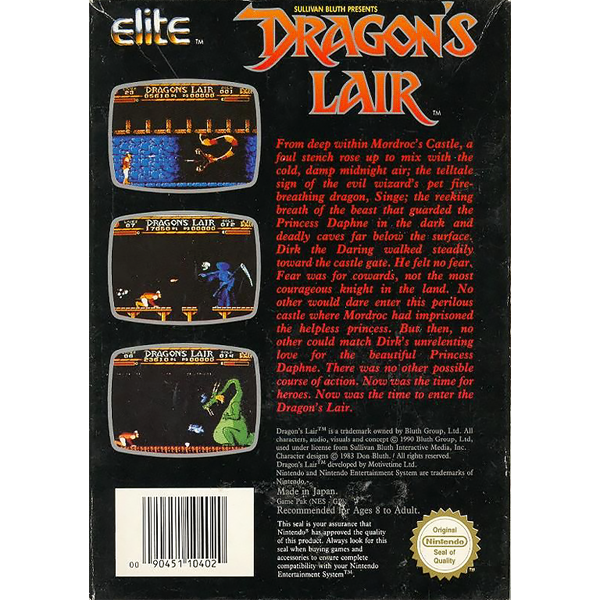 elite TM
SULLIVAN BLUTH PRESENTS
DRAGON'S
LAIR TM
DRAGON'S LAIR
DRAGON'S LAIR
DRAGON'S LAIR
From deep within Mordroc's Castle, a
foul stench rose up to mix with the
cold, damp midnight air; the telltale
sign of the evil wizard's pet fire-
breathing dragon, Singe; the reeking
breath of the beast that guarded the
Princess Daphne in the dark and
deadly caves far below the surface.
Dirk the Daring walked steadily
toward the castle gate. He felt no fear.
Fear was for cowards, not the most
courageous knight in the land. No
other would dare enter this perilous
castle where Mordroc had imprisoned
the helpless princess. But then, no
other could match Dirk's unrelenting
love for the beautiful Princess
Daphne. There was no other possible
course of action. Now was the time for
heroes. Now was the time to enter the
Dragon's Lair.
Dragon's Lair™ is a trademark owned by Bluth Group, Ltd. All
characters, audio, visuals and concept © 1990 Bluth Group, Ltd.
used under license from Sullivan Bluth Interactive Media, Inc.
Character designs © 1983 Don Bluth. All rights reserved.
Dragon's Lair™ developed by Motivetime Ltd.
Nintendo and Nintendo Entertainment System are trademarks of
Nintendo.
Made in Japan.
Recommended for Ages 8 to Adult.
This seal is your assurance that
Nintendo® has approved the quality
of this product. Always look for this
seal when buying games and
accessories to ensure complete
compatibility with your Nintendo
Entertainment System™.
00 90451 10402
Original
Nintendo
Seal of
Quality
TM